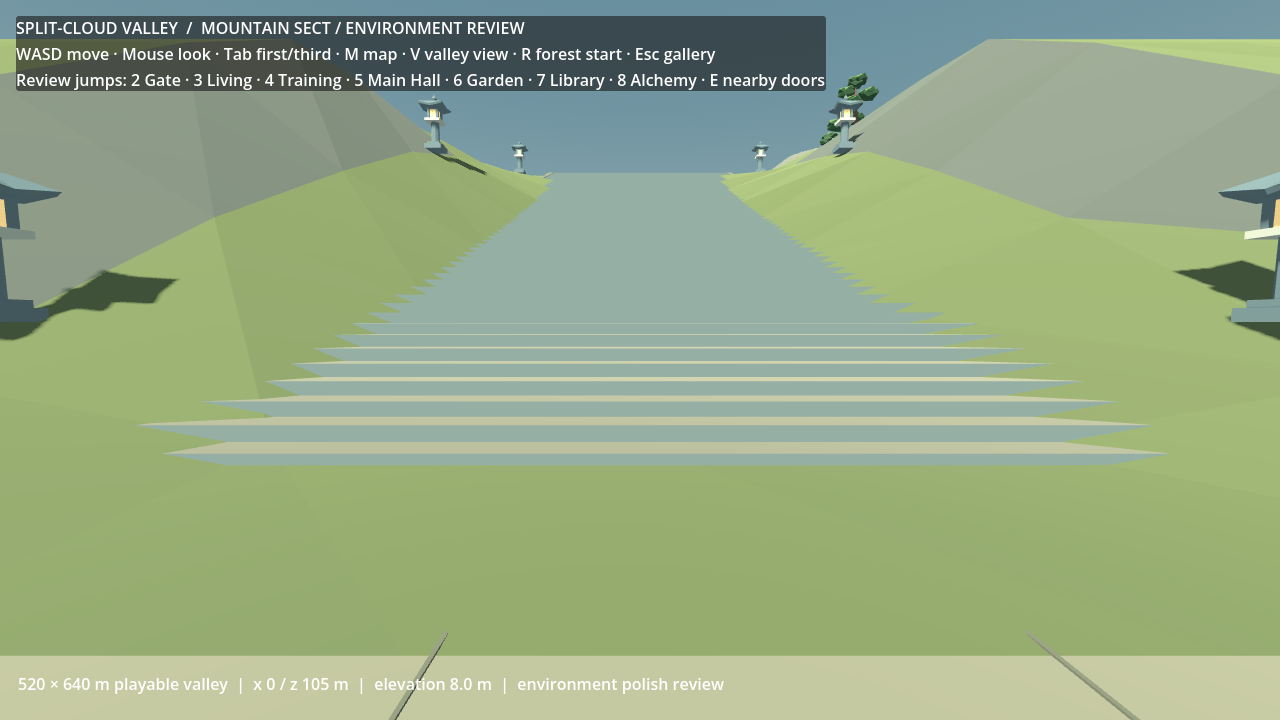 SPLIT-CLOUD VALLEY / MOUNTAIN SECT / ENVIRONMENT REVIEW
WASD move · Mouse look · Tab first/third · M map · V valley view · R forest start · Esc gallery
Review jumps: 2 Gate · 3 Living · 4 Training · 5 Main Hall · 6 Garden · 7 Library · 8 Alchemy · E nearby doors
520 × 640 m playable valley | x 0 / z 105 m | elevation 8.0 m | environment polish review